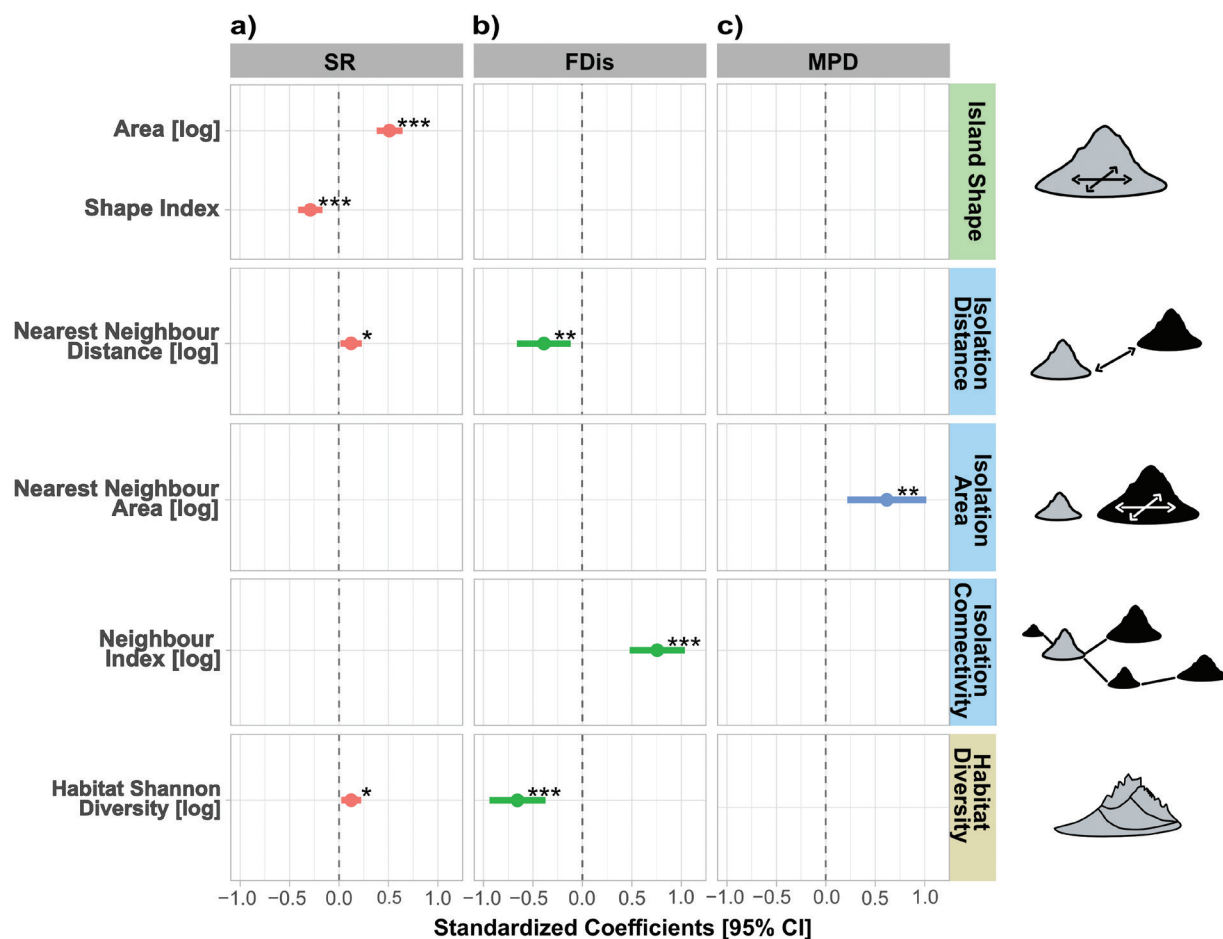 a) b) c)
SR FDis MPD
Area [log] ***
Shape Index ***
Island Shape
Nearest Neighbour
Distance [log] * **
Isolation
Distance
Nearest Neighbour
Area [log] **
Isolation
Area
Neighbour
Index [log] ***
Isolation
Connectivity
Habitat Shannon
Diversity [log] * ***
Habitat
Diversity
-1.0 -0.5 0.0 0.5 1.0 -1.0 -0.5 0.0 0.5 1.0 -1.0 -0.5 0.0 0.5 1.0
Standardized Coefficients [95% CI]